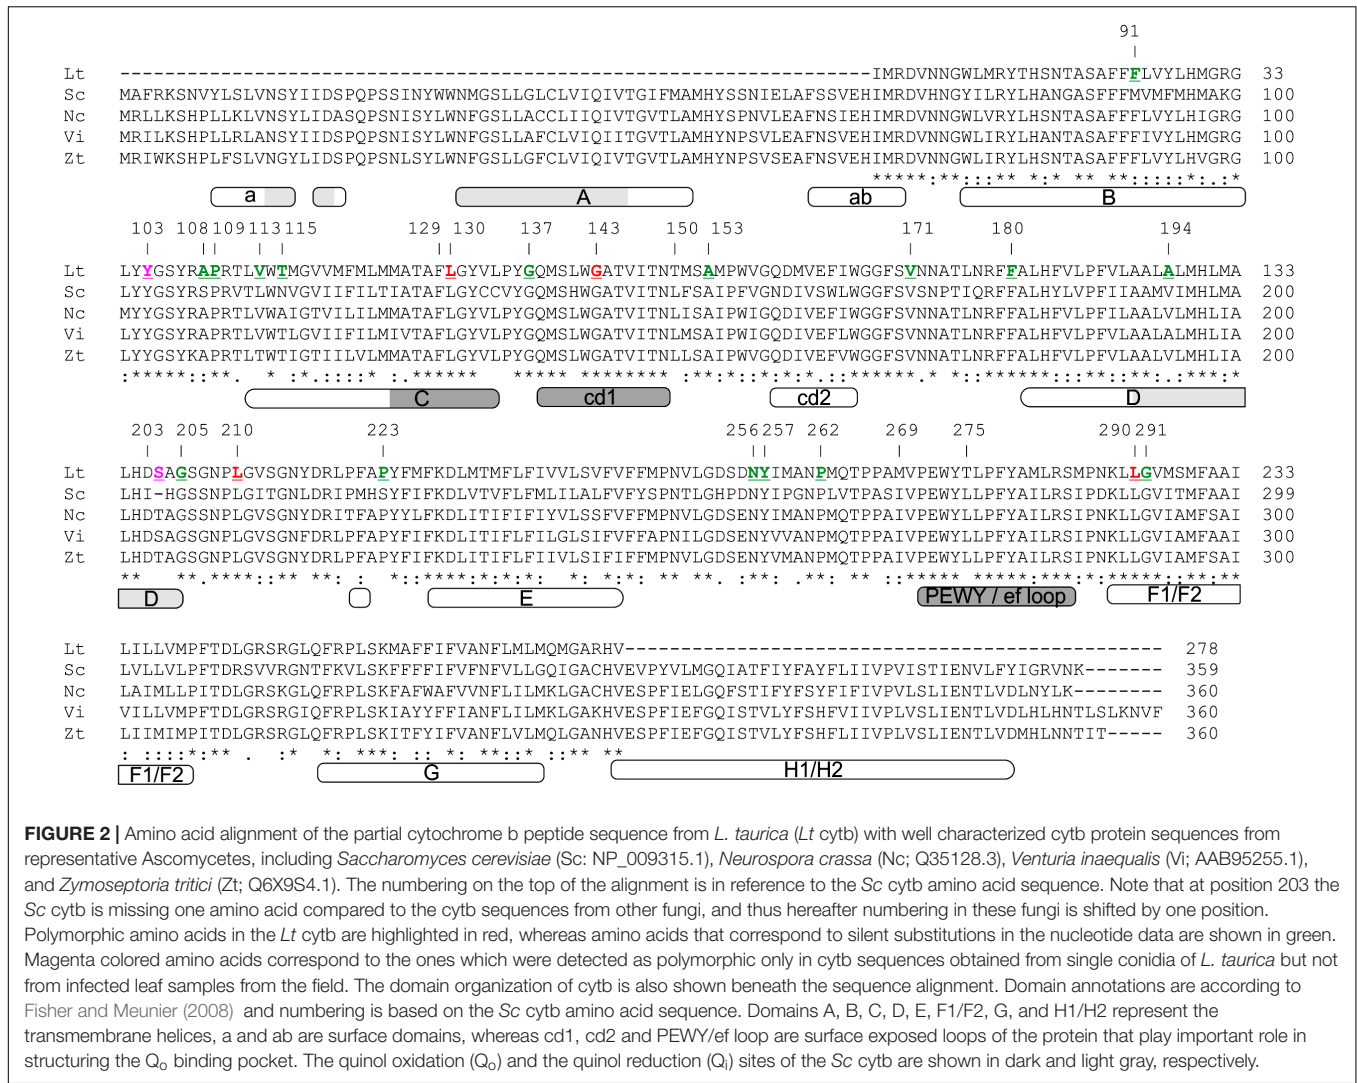 91
Lt -------------------------------------------------------------------IMRDVNNGWLMRYTHSNTASAFFFFLVYLHMGRG 33
Sc MAFRKSNVYLSLVNSYIIDSPQPSSINYWWNMGSLLGLCLVIQIVTGIFMAMHYSSNIELAFSSVEHIMRDVHNGYILRYLHANGASFFFMVMFMHMAKG 100
Nc MRLLKSHPLLKLVNSYLIDASQPSNISYLWNFGSLLACCLIIQIVTGVTLAMHYSPNVLEAFNSIEHIMRDVNNGWLVRYLHSNTASAFFFLVYLHIGRG 100
Vi MRILKSHPLLRLANSYIIDSPQPSNISYLWNFGSLLAFCLVIQIITGVTLAMHYNPSVLEAFNSVEHIMRDVNNGWLIRYLHANTASAFFFIVYLHMGRG 100
Zt MRIWKSHPLFSLVNGYLIDSPQPSNLSYLWNFGSLLGFCLVIQIVTGVTLAMHYNPSVSEAFNSVEHIMRDVNNGWLIRYLHSNTASAFFFLVYLHVGRG 100
*****:**::** *:* ** **:::::*:.:*
a A ab B
103 108 109 113 115 129 130 137 143 150 153 171 180 194
Lt LYYGSYRAPRTLVWTMGVVMFMLMMATAFLGYVLPYGQMSLWGATVITNTMSAMPWVGQDMVEFIWGGFSVNNATLNRFFALHFVLPFVLAALALMHLMA 133
Sc LYYGSYRSPRVTLWNVGVIIFILTIATAFLGYCCVYGQMSHWGATVITNLFSAIPFVGNDIVSWLWGGFSVSNPTIQRFFALHYLVPFIIAAMVIMHLMA 200
Nc MYYGSYRAPRTLVWAIGTVILILMMATAFLGYVLPYGQMSLWGATVITNLMSAIPWIGQDIVEFIWGGFSVNNATLNRFFALHFLLPFILAALVLMHLIA 200
Vi LYYGSYRAPRTLVWTLGVIIFILMIVTAFLGYVLPYGQMSLWGATVITNLMSAIPWIGQDIVEFLWGGFSVNNATLNRFFALHFVLPFVLAALALMHLIA 200
Zt LYYGSYKAPRTLTWTIGTIILVLMMATAFLGYVLPYGQMSLWGATVITNLLSAIPWVGQDIVEFVWGGFSVNNATLNRFFALHFVLPFVLAALVLMHLIA 200
:*****::**. * *.::::* :.******* ***** ******** :**:*::*:*:*.::******.* *::******::**::**:.:***:*
C cd1 cd2 D
203 205 210 223 256 257 262 269 275 290 291
Lt LHDSAGSGNPLGVSGNYDRLPFAPYFMFKDLMTMFLFIVVLSVFVFFMPNVLGDSDNYIMANPMQTPPAMVPEWYTLPFYAMLRSMPNKLLGVMSMFAAI 233
Sc LHI-HGSSNPLGITGNLDRIPMHSYFIFKDLVTVFLFMLILALFVFYSPNTLGHPDNYIPGNPLVTPASIVPEWYLLPFYAILRSIPDKLLGVITMFAAI 299
Nc LHDTAGSSNPLGVSGNYDRITFAPYYLFKDLITIFIFIYVLSSFVFFMPNVLGDSENYIMANPMQTPPAIVPEWYLLPFYAILRSIPNKLLGVIAMFSAI 300
Vi LHDSAGSGNPLGVSGNFDRLPFAPYFIFKDLITIFLFILGLSIFVFFAPNILGDSENYVVANPMQTPPAIVPEWYLLPFYAILRSIPNKLLGVIAMFSAI 300
Zt LHDTAGSGNPLGVSGNYDRLPFAPYFIFKDLITIFLFIIVLSIFIFFMPNVLGDSENYVMANPMQTPPAIVPEWYLLPFYAILRSIPNKLLGVIAMFSAI 300
** **.****::** **: : *::****:*:*:*: *: *:*: ** **. :**: .**: **.::***** *****:***:*:*****::**:**
D E PEWY / ef loop F1/F2
Lt LILLVMPFTDLGRSRGLQFRPLSKMAFFIFVANFLMLMQMGARHV------------------------------------------------ 278
Sc LVLLVLPFTDRSVVRGNTFKVLSKFFFFIFVFNFVLLGQIGACHVEVPYVLMGQIATFIYFAYFLIIVPVISTIENVLFYIGRVNK------- 359
Nc LAIMLLPITDLGRSKGLQFRPLSKFAFWAFVVNFLILMKLGACHVESPFIELGQFSTIFYFSYFIFIVPVLSLIENTLVDLNYLK-------- 360
Vi VILLVMPFTDLGRSRGIQFRPLSKIAYYFFIANFLILMKLGAKHVESPFIEFGQISTVLYFSHFVIIVPLVSLIENTLVDLHLHNTLSLKNVF 360
Zt LIIMIMPITDLGRSRGLQFRPLSKITFYIFVANFLVLMQLGANHVESPFIEFGQISTVLYFSHFLIIVPLVSLIENTLVDMHLNNTIT----- 360
: :::*:** . :* *: ***: :: *: **::* ::** **
F1/F2 G H1/H2
FIGURE 2 | Amino acid alignment of the partial cytochrome b peptide sequence from L. taurica (Lt cytb) with well characterized cytb protein sequences from
representative Ascomycetes, including Saccharomyces cerevisiae (Sc: NP_009315.1), Neurospora crassa (Nc; Q35128.3), Venturia inaequalis (Vi; AAB95255.1),
and Zymoseptoria tritici (Zt; Q6X9S4.1). The numbering on the top of the alignment is in reference to the Sc cytb amino acid sequence. Note that at position 203 the
Sc cytb is missing one amino acid compared to the cytb sequences from other fungi, and thus hereafter numbering in these fungi is shifted by one position.
Polymorphic amino acids in the Lt cytb are highlighted in red, whereas amino acids that correspond to silent substitutions in the nucleotide data are shown in green.
Magenta colored amino acids correspond to the ones which were detected as polymorphic only in cytb sequences obtained from single conidia of L. taurica but not
from infected leaf samples from the field. The domain organization of cytb is also shown beneath the sequence alignment. Domain annotations are according to
Fisher and Meunier (2008) and numbering is based on the Sc cytb amino acid sequence. Domains A, B, C, D, E, F1/F2, G, and H1/H2 represent the
transmembrane helices, a and ab are surface domains, whereas cd1, cd2 and PEWY/ef loop are surface exposed loops of the protein that play important role in
structuring the Qo binding pocket. The quinol oxidation (Qo) and the quinol reduction (Qi) sites of the Sc cytb are shown in dark and light gray, respectively.